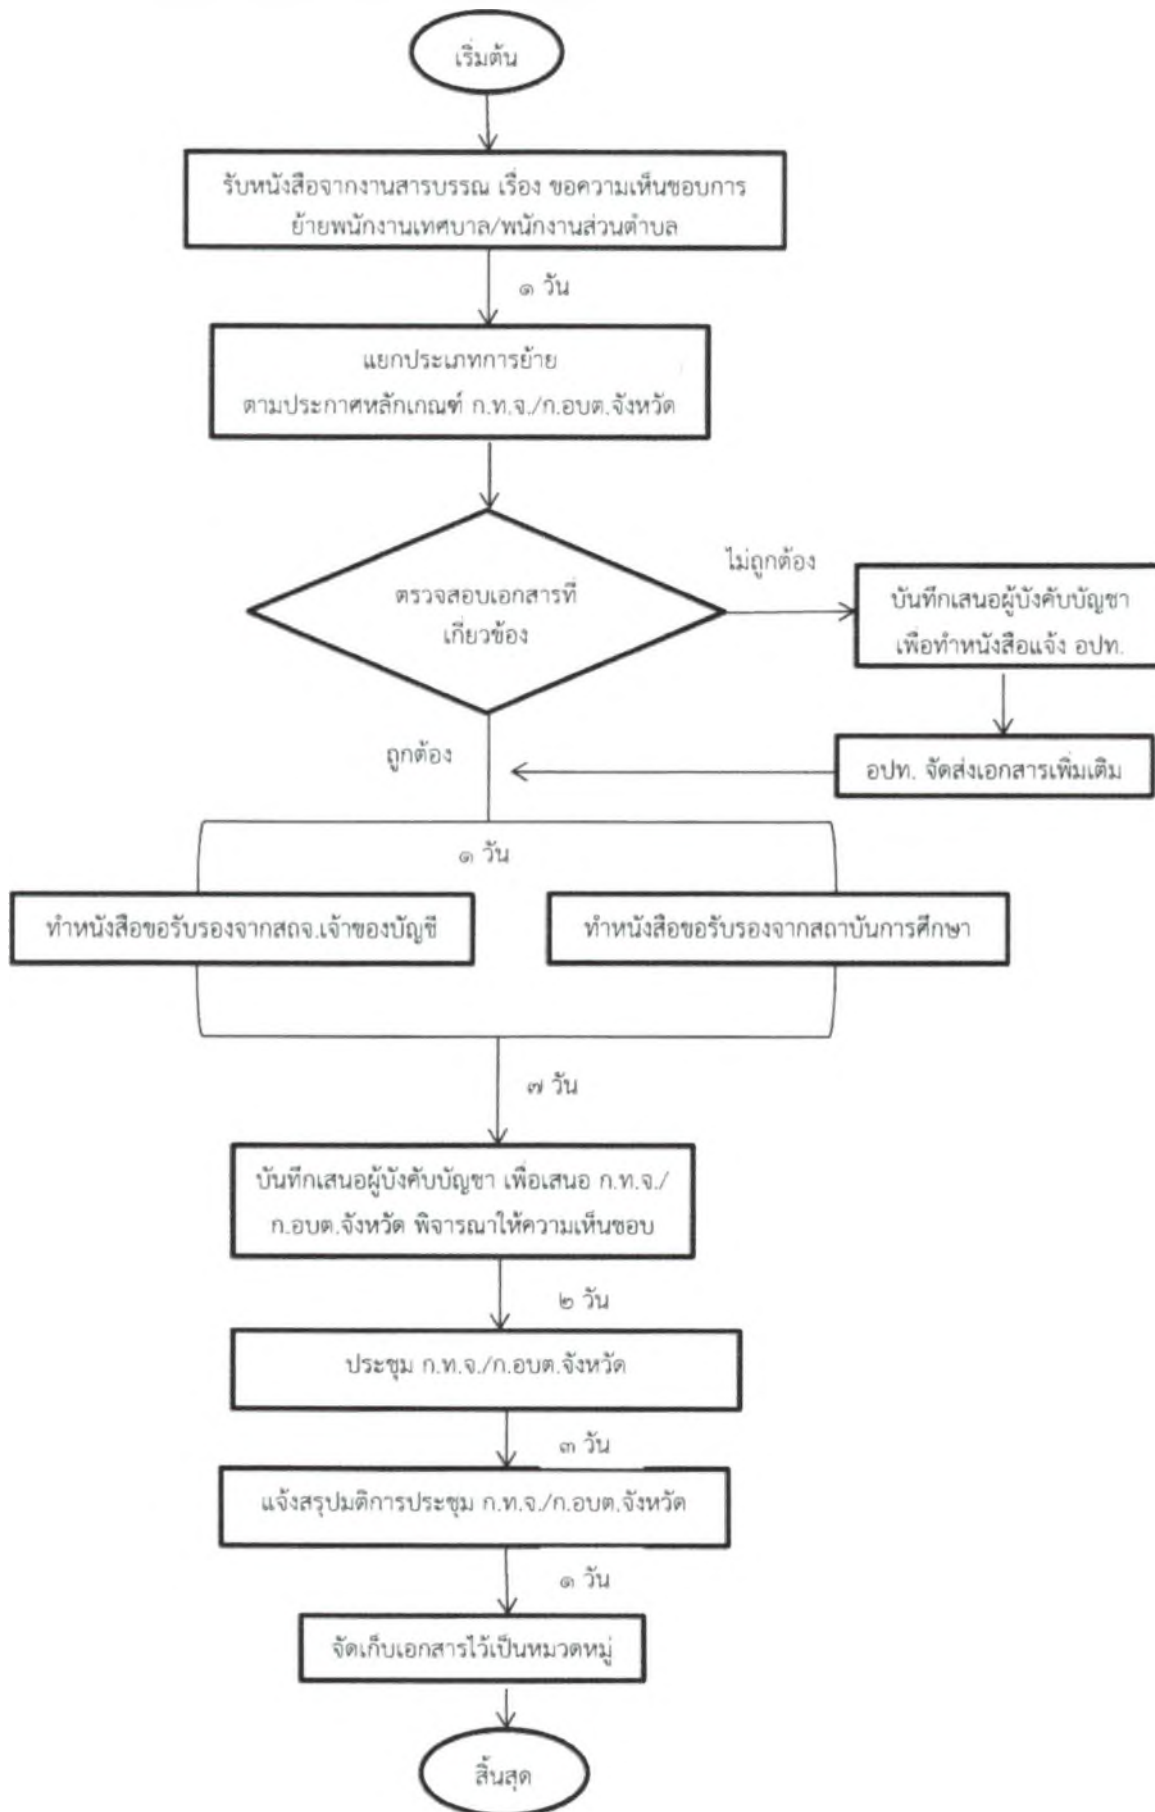 เริ่มต้น
รับหนังสือจากงานสารบรรณ เรื่อง ขอความเห็นชอบการ
ย้ายพนักงานเทศบาล/พนักงานส่วนตำบล
๑ วัน
แยกประเภทการย้าย
ตามประกาศหลักเกณฑ์ ก.ท.จ./ก.อบต.จังหวัด
ตรวจสอบเอกสารที่
เกี่ยวข้อง
ไม่ถูกต้อง
บันทึกเสนอผู้บังคับบัญชา
เพื่อทำหนังสือแจ้ง อปท.
ถูกต้อง
อปท. จัดส่งเอกสารเพิ่มเติม
๑ วัน
ทำหนังสือขอรับรองจากสถจ.เจ้าของบัญชี
ทำหนังสือขอรับรองจากสถาบันการศึกษา
๗ วัน
บันทึกเสนอผู้บังคับบัญชา เพื่อเสนอ ก.ท.จ./
ก.อบต.จังหวัด พิจารณาให้ความเห็นชอบ
๒ วัน
ประชุม ก.ท.จ./ก.อบต.จังหวัด
๓ วัน
แจ้งสรุปมติการประชุม ก.ท.จ./ก.อบต.จังหวัด
๑ วัน
จัดเก็บเอกสารไว้เป็นหมวดหมู่
สิ้นสุด